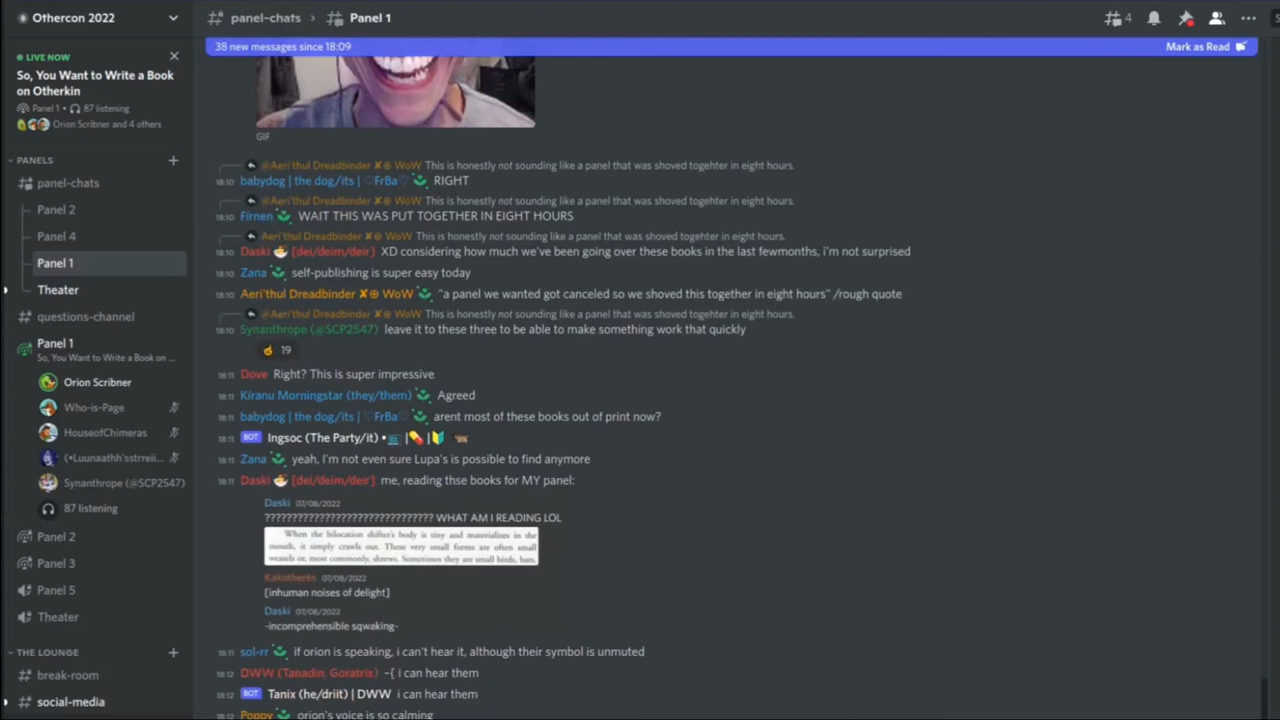 Othercon 2022
panel-chats > Panel 1
4
38 new messages since 18:09
Mark as Read
LIVE NOW
So, You Want to Write a Book
on Otherkin
Panel 1 • 87 listening
Orion Scribner and 4 others
PANELS
panel-chats
Panel 2
Panel 4
Panel 1
Theater
questions-channel
Panel 1
So, You Want to Write a Book on ...
Orion Scribner
Who-is-Page
HouseofChimeras
(•Luunaathh'sstrreii...
Synanthrope (@SCP2547)
87 listening
Panel 2
Panel 3
Panel 5
Theater
THE LOUNGE
break-room
social-media
GIF
@Aeri'thul Dreadbinder ✘⊕ WoW This is honestly not sounding like a panel that was shoved togehter in eight hours.
18:10 babydog | the dog/its | ♡FrBa♡ RIGHT
@Aeri'thul Dreadbinder ✘⊕ WoW This is honestly not sounding like a panel that was shoved togehter in eight hours.
18:10 Fírnen WAIT THIS WAS PUT TOGETHER IN EIGHT HOURS
Aeri'thul Dreadbinder ✘⊕ WoW This is honestly not sounding like a panel that was shoved togehter in eight hours.
18:10 Daski [dei/deim/deir] XD considering how much we've been going over these books in the last fewmonths, i'm not surprised
18:10 Zana self-publishing is super easy today
18:10 Aeri'thul Dreadbinder ✘⊕ WoW "a panel we wanted got canceled so we shoved this together in eight hours" /rough quote
@Aeri'thul Dreadbinder ✘⊕ WoW This is honestly not sounding like a panel that was shoved togehter in eight hours.
18:10 Synanthrope (@SCP2547) leave it to these three to be able to make something work that quickly
19
18:11 Dove Right? This is super impressive
18:11 Kiranu Morningstar (they/them) Agreed
18:11 babydog | the dog/its | ♡FrBa♡ arent most of these books out of print now?
18:11 BOT Ingsoc (The Party/it) •📺|💊|🔰
18:11 Zana yeah, I'm not even sure Lupa's is possible to find anymore
18:11 Daski [dei/deim/deir] me, reading thse books for MY panel:
Daski 07/08/2022
??????????????????????????????? WHAT AM I READING LOL
When the bilocation shifter's body is tiny and materializes in the
mouth, it simply crawls out. These very small forms are often small
weasels or, most commonly, shrews. Sometimes they are small birds, bats,
Kakotherës 07/08/2022
[inhuman noises of delight]
Daski 07/08/2022
-incomprehensible sqwaking-
18:11 sol-rr if orion is speaking, i can't hear it, although their symbol is unmuted
18:12 DWW (Tanadin, Goratrix) ~{ i can hear them
18:12 BOT Tanix (he/driit) | DWW i can hear them
18:12 Poppy orion's voice is so calming